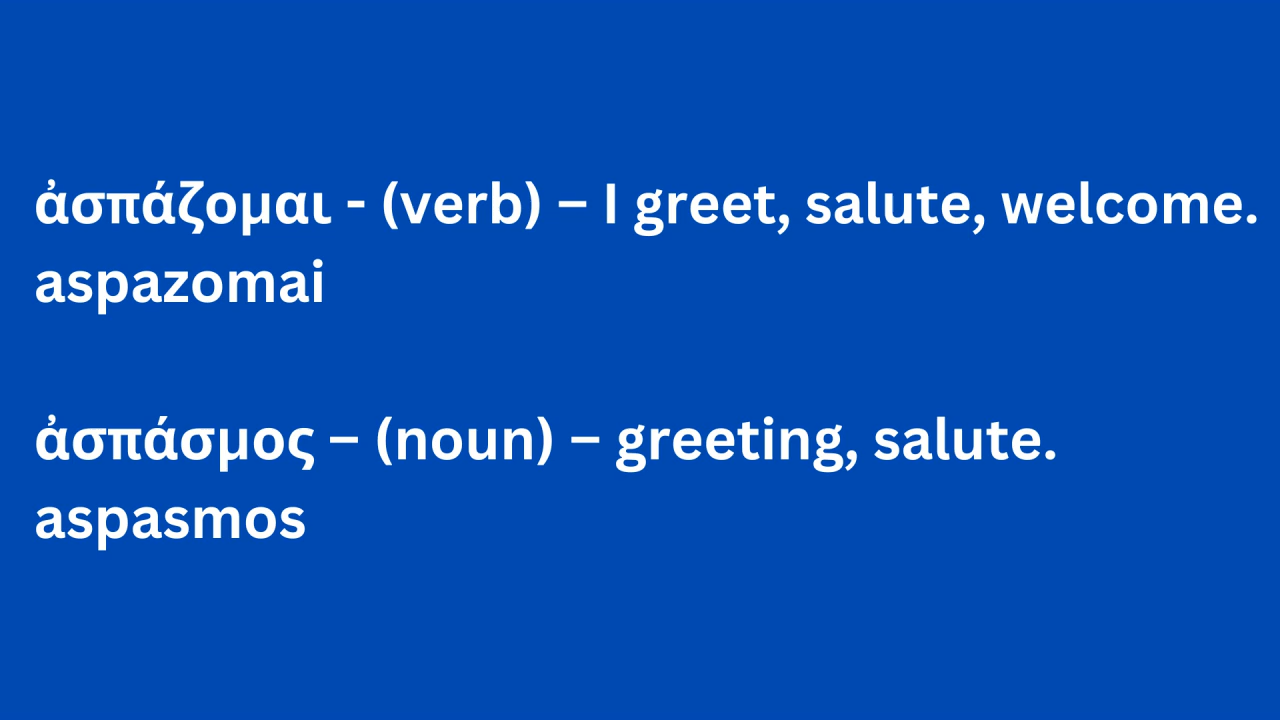 ἀσπάζομαι - (verb) – I greet, salute, welcome.
aspazomai
ἀσπάσμος – (noun) – greeting, salute.
aspasmos